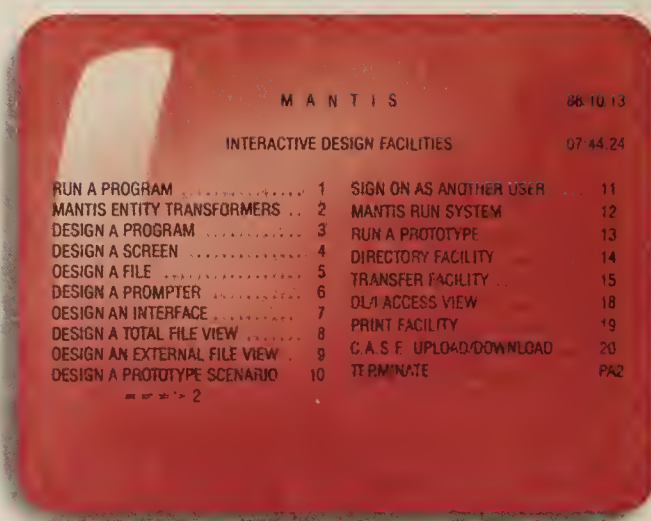 M A N T I S 88.10.13
INTERACTIVE DESIGN FACILITIES 07.44.24
RUN A PROGRAM .............. 1
MANTIS ENTITY TRANSFORMERS .. 2
DESIGN A PROGRAM ........... 3
DESIGN A SCREEN ............ 4
DESIGN A FILE .............. 5
DESIGN A PROMPTER .......... 6
DESIGN AN INTERFACE ........ 7
DESIGN A TOTAL FILE VIEW ....... 8
DESIGN AN EXTERNAL FILE VIEW . 9
DESIGN A PROTOTYPE SCENARIO 10
= = = > 2
SIGN ON AS ANOTHER USER ... 11
MANTIS RUN SYSTEM 12
RUN A PROTOTYPE 13
DIRECTORY FACILITY 14
TRANSFER FACILITY .. 15
DL/I ACCESS VIEW 18
PRINT FACILITY 19
C.A.S.E. UPLOAD/DOWNLOAD 20
TERMINATE PA2